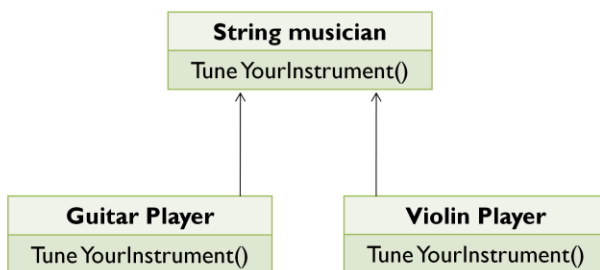 String musician
Tune YourInstrument()
Guitar Player
Violin Player
Tune YourInstrument()
Tune YourInstrument()